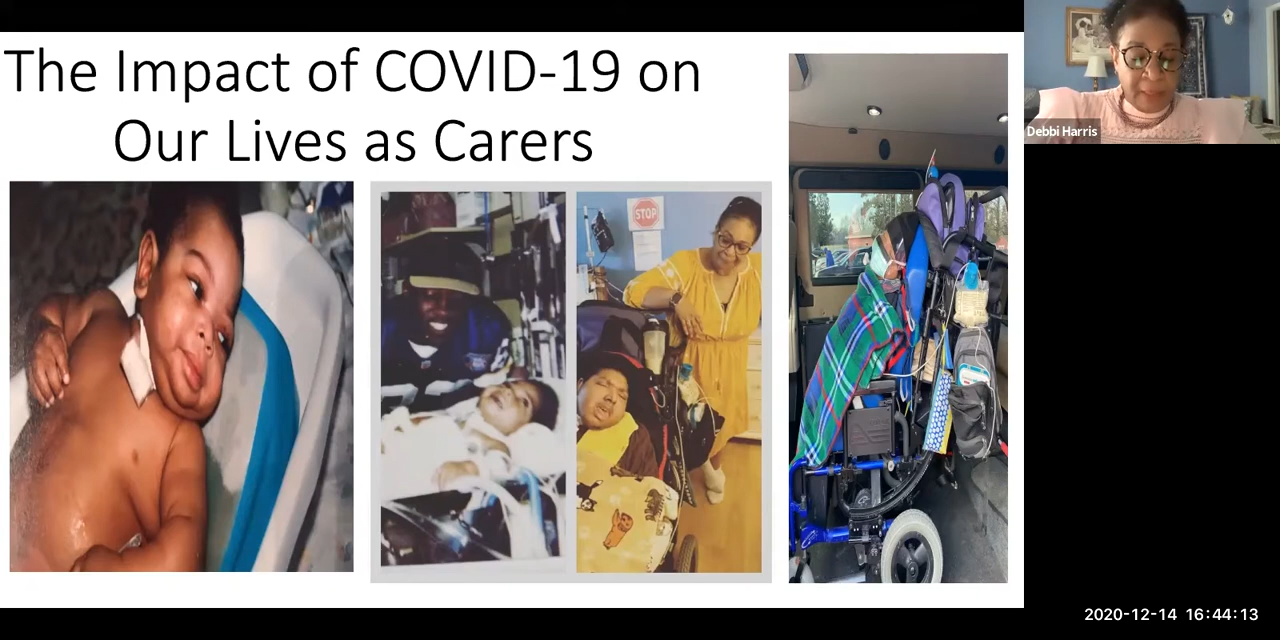 The Impact of COVID-19 on
Our Lives as Carers
STOP
Debbi Harris
2020-12-14 16:44:13